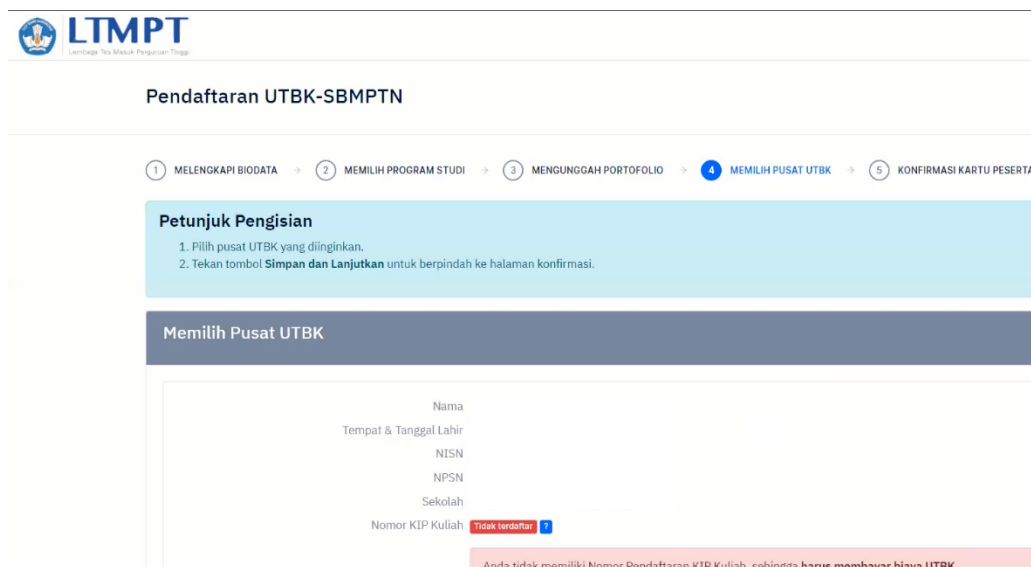 LTMPT
Lembaga Tes Masuk Perguruan Tinggi
Pendaftaran UTBK-SBMPTN
1 MELENGKAPI BIODATA → 2 MEMILIH PROGRAM STUDI → 3 MENGUNGGAH PORTOFOLIO → 4 MEMILIH PUSAT UTBK → 5 KONFIRMASI KARTU PESERTA
Petunjuk Pengisian
1. Pilih pusat UTBK yang diinginkan.
2. Tekan tombol Simpan dan Lanjutkan untuk berpindah ke halaman konfirmasi.
Memilih Pusat UTBK
Nama
Tempat & Tanggal Lahir
NISN
NPSN
Sekolah
Nomor KIP Kuliah Tidak terdaftar ?
Anda tidak memiliki Nomor Pendaftaran KIP Kuliah, sehingga harus membayar biaya UTBK